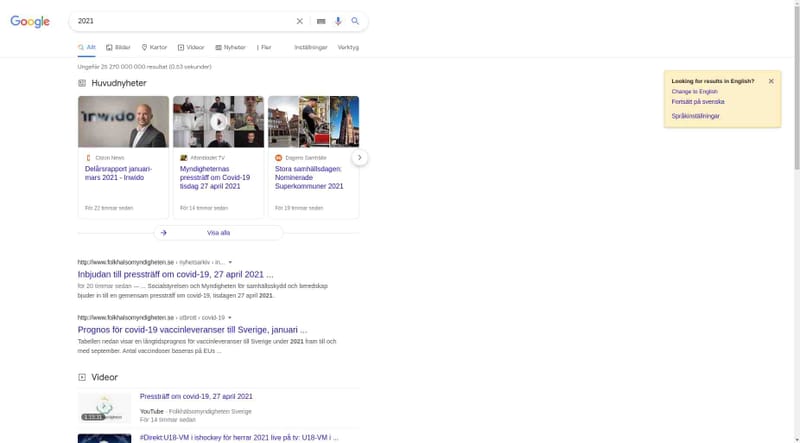 Google
2021
Allt Bilder Kartor Videor Nyheter Fler Inställningar Verktyg
Ungefär 25 270 000 000 resultat (0,63 sekunder)
Looking for results in English?
Change to English
Fortsätt på svenska
Språkinställningar
Huvudnyheter
inwido
Cision News
Delårsrapport januari-
mars 2021 - Inwido
För 22 timmar sedan
Aftonbladet TV
Myndigheternas
pressträff om Covid-19
tisdag 27 april 2021
För 14 timmar sedan
Dagens Samhälle
Stora samhällsdagen:
Nominerade
Superkommuner 2021
För 19 timmar sedan
Visa alla
http://www.folkhalsomyndigheten.se › nyhetsarkiv › in...
Inbjudan till pressträff om covid-19, 27 april 2021 ...
för 20 timmar sedan — ... Socialstyrelsen och Myndigheten för samhällsskydd och beredskap
bjuder in till en gemensam pressträff om covid-19, tisdagen 27 april 2021.
http://www.folkhalsomyndigheten.se › utbrott › covid-19
Prognos för covid-19 vaccinleveranser till Sverige, januari ...
Tabellen nedan visar en långtidsprognos för vaccinleveranser till Sverige under 2021 fram till och
med september. Antal vaccindoser baseras på EUs ...
Videor
Pressträff om covid-19, 27 april 2021
YouTube · Folkhälsomyndigheten Sverige
För 14 timmar sedan
#Direkt:U18-VM i ishockey för herrar 2021 live på tv: U18-VM i ...